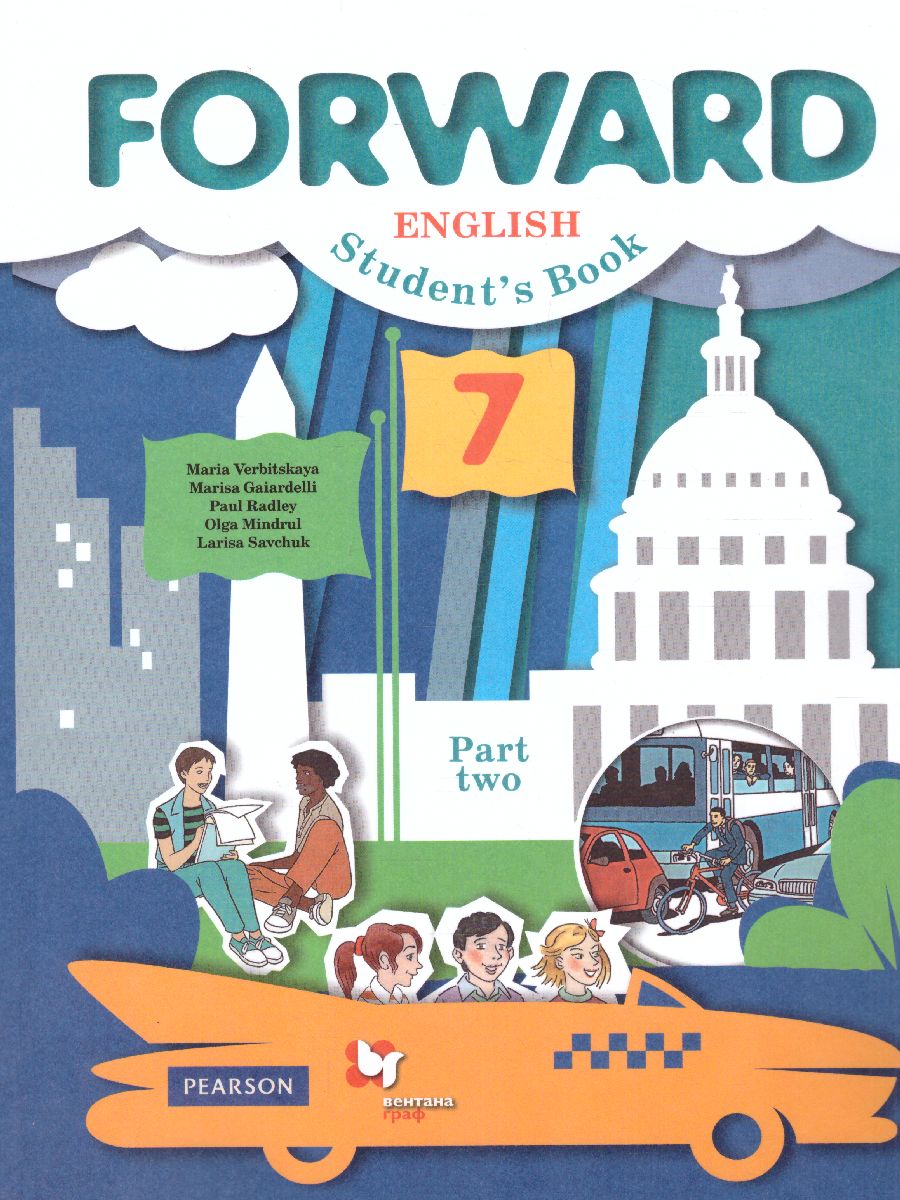 FORWARD
ENGLISH
Student's Book
7
Maria Verbitskaya
Marisa Gaiardelli
Paul Radley
Olga Mindrul
Larisa Savchuk
Part
two
PEARSON
вентана
граф